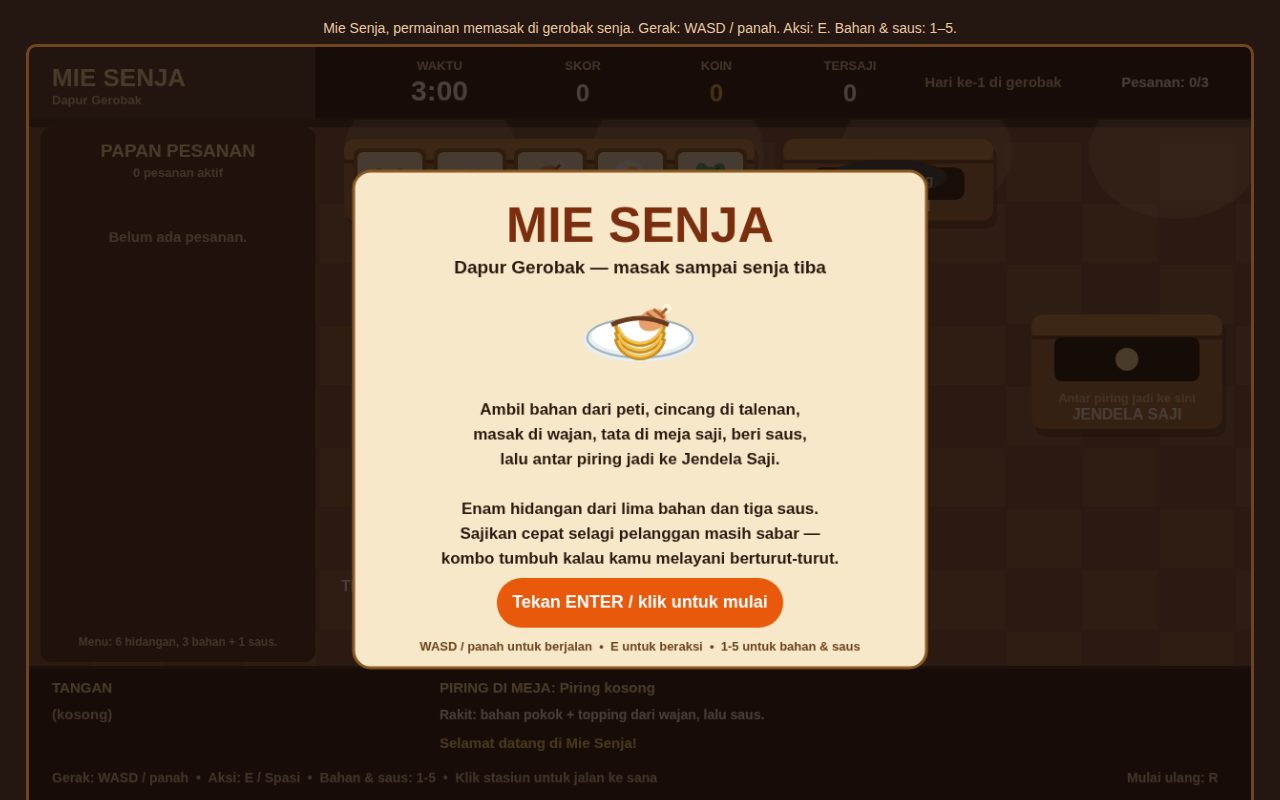 Mie Senja, permainan memasak di gerobak senja. Gerak: WASD / panah. Aksi: E. Bahan & saus: 1–5.
MIE SENJA
Dapur Gerobak
WAKTU
3:00
SKOR
0
KOIN
0
TERSAJI
0
Hari ke-1 di gerobak
Pesanan: 0/3
PAPAN PESANAN
0 pesanan aktif
Belum ada pesanan.
Menu: 6 hidangan, 3 bahan + 1 saus.
MIE SENJA
Dapur Gerobak — masak sampai senja tiba
Ambil bahan dari peti, cincang di talenan,
masak di wajan, tata di meja saji, beri saus,
lalu antar piring jadi ke Jendela Saji.
Enam hidangan dari lima bahan dan tiga saus.
Sajikan cepat selagi pelanggan masih sabar —
kombo tumbuh kalau kamu melayani berturut-turut.
Tekan ENTER / klik untuk mulai
WASD / panah untuk berjalan • E untuk beraksi • 1-5 untuk bahan & saus
Antar piring jadi ke sini
JENDELA SAJI
TANGAN
(kosong)
PIRING DI MEJA: Piring kosong
Rakit: bahan pokok + topping dari wajan, lalu saus.
Selamat datang di Mie Senja!
Gerak: WASD / panah • Aksi: E / Spasi • Bahan & saus: 1-5 • Klik stasiun untuk jalan ke sana
Mulai ulang: R